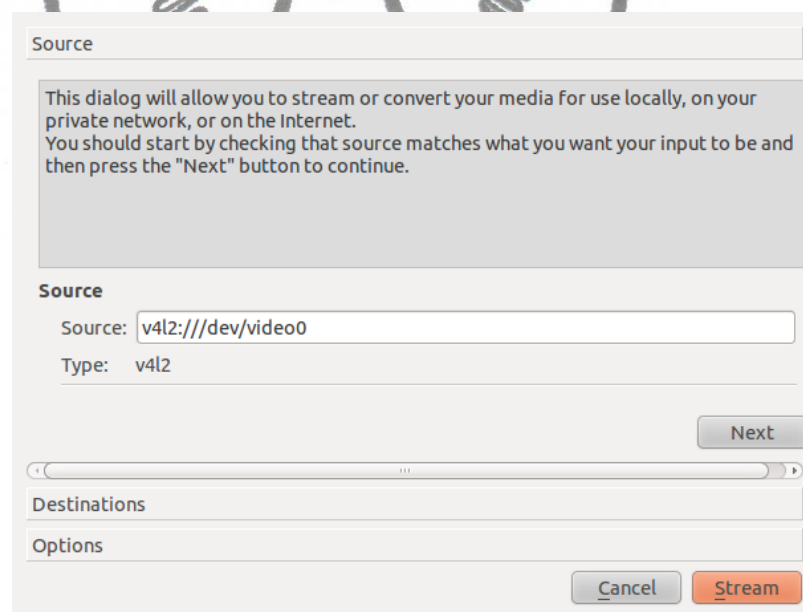 Source
This dialog will allow you to stream or convert your media for use locally, on your
private network, or on the Internet.
You should start by checking that source matches what you want your input to be and
then press the "Next" button to continue.
Source
Source: v4l2:///dev/video0
Type: v4l2
Next
Destinations
Options
Cancel Stream